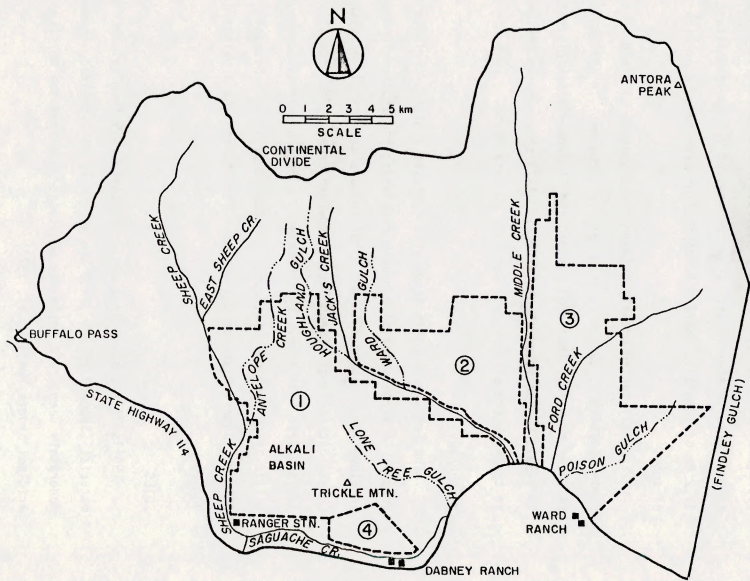 N
0 1 2 3 4 5 km
SCALE
CONTINENTAL
DIVIDE
ANTORA
PEAK
SHEEP CREEK
EAST SHEEP CR.
ANTELOPE CREEK
HOUGHLAND GULCH
JACK'S CREEK
WARD GULCH
MIDDLE CREEK
BUFFALO PASS
STATE HIGHWAY 114
1
2
3
FORD CREEK
(FINDLEY GULCH)
ALKALI
BASIN
LONE TREE GULCH
POISON GULCH
TRICKLE MTN.
SHEEP CREEK
RANGER STN.
4
WARD
RANCH
SAGUACHE CR.
DABNEY RANCH